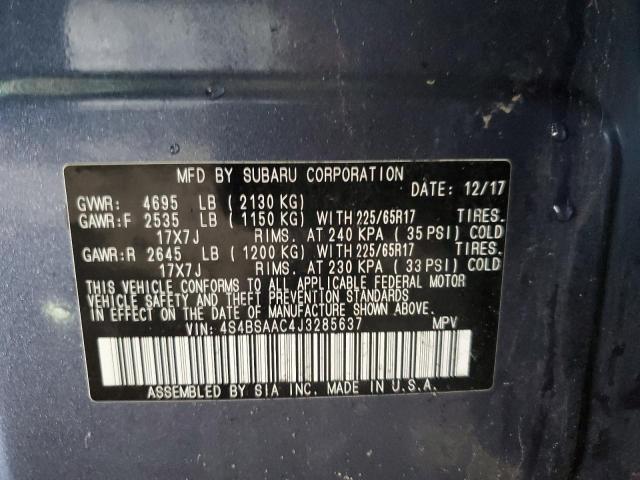 MFD BY SUBARU CORPORATION
DATE: 12/17
GVWR: 4695 LB (2130 KG)
GAWR:F 2535 LB (1150 KG) WITH 225/65R17 TIRES.
17X7J RIMS. AT 240 KPA (35 PSI) COLD
GAWR:R 2645 LB (1200 KG) WITH 225/65R17 TIRES.
17X7J RIMS. AT 230 KPA (33 PSI) COLD
THIS VEHICLE CONFORMS TO ALL APPLICABLE FEDERAL MOTOR
VEHICLE SAFETY AND THEFT PREVENTION STANDARDS
IN EFFECT ON THE DATE OF MANUFACTURE SHOWN ABOVE.
VIN: 4S4BSAAC4J3285637 MPV
ASSEMBLED BY SIA INC. MADE IN U.S.A.